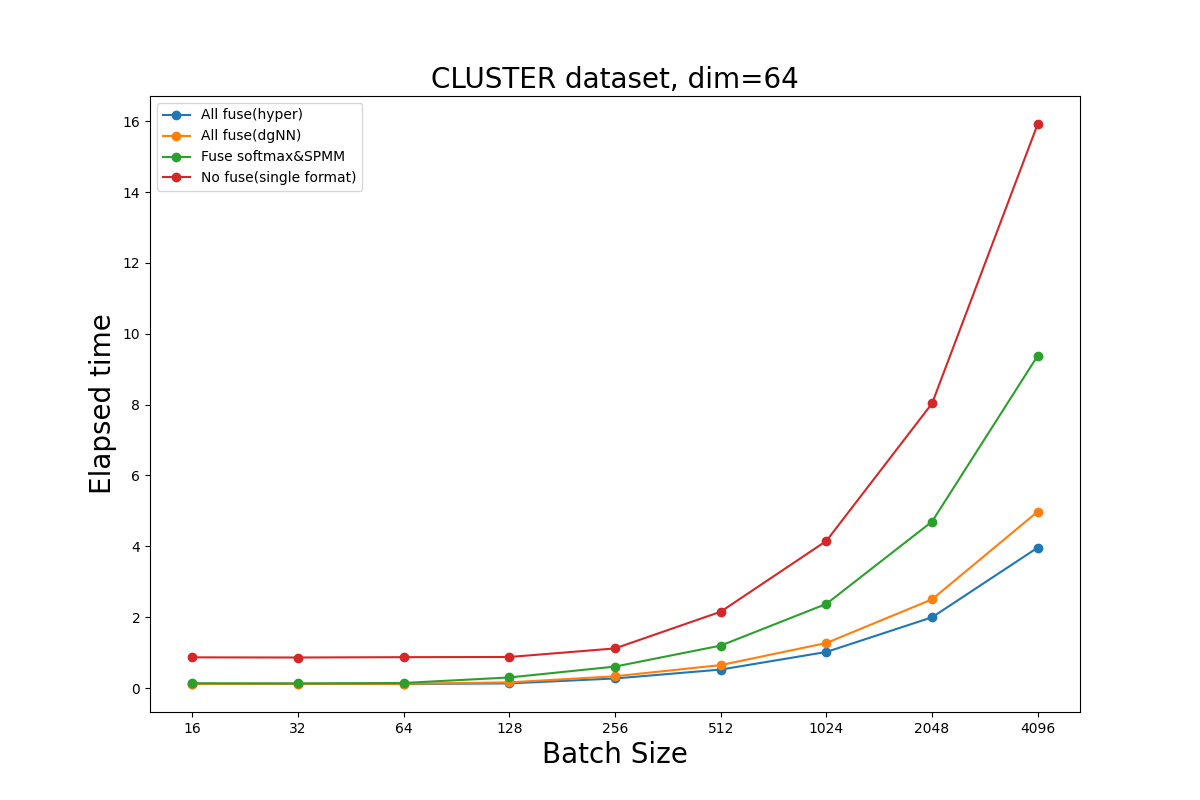 CLUSTER dataset, dim=64
All fuse(hyper)
All fuse(dgNN)
Fuse softmax&SPMM
No fuse(single format)
Elapsed time
16
14
12
10
8
6
4
2
0
16 32 64 128 256 512 1024 2048 4096
Batch Size